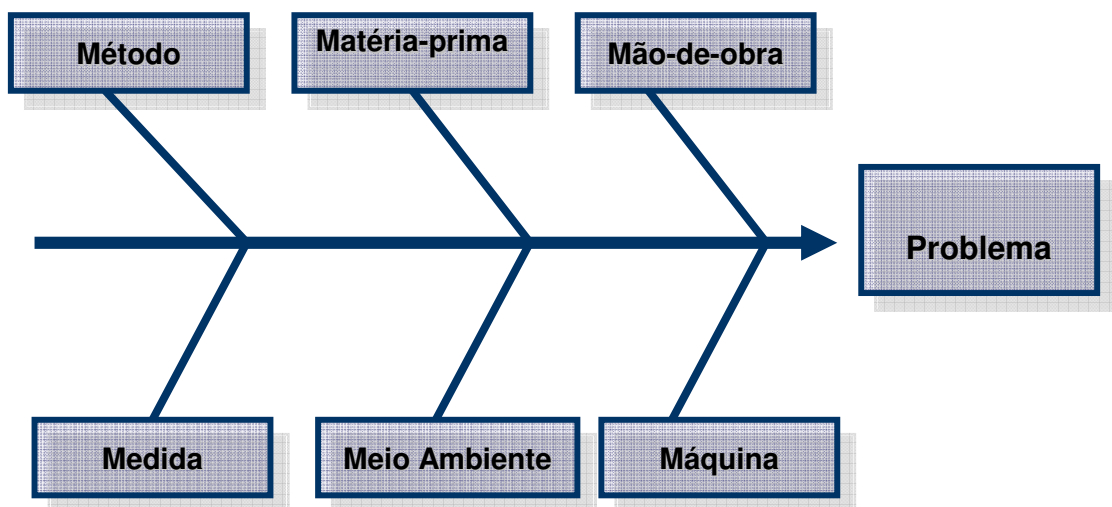 Método
Matéria-prima
Mão-de-obra
Problema
Medida
Meio Ambiente
Máquina